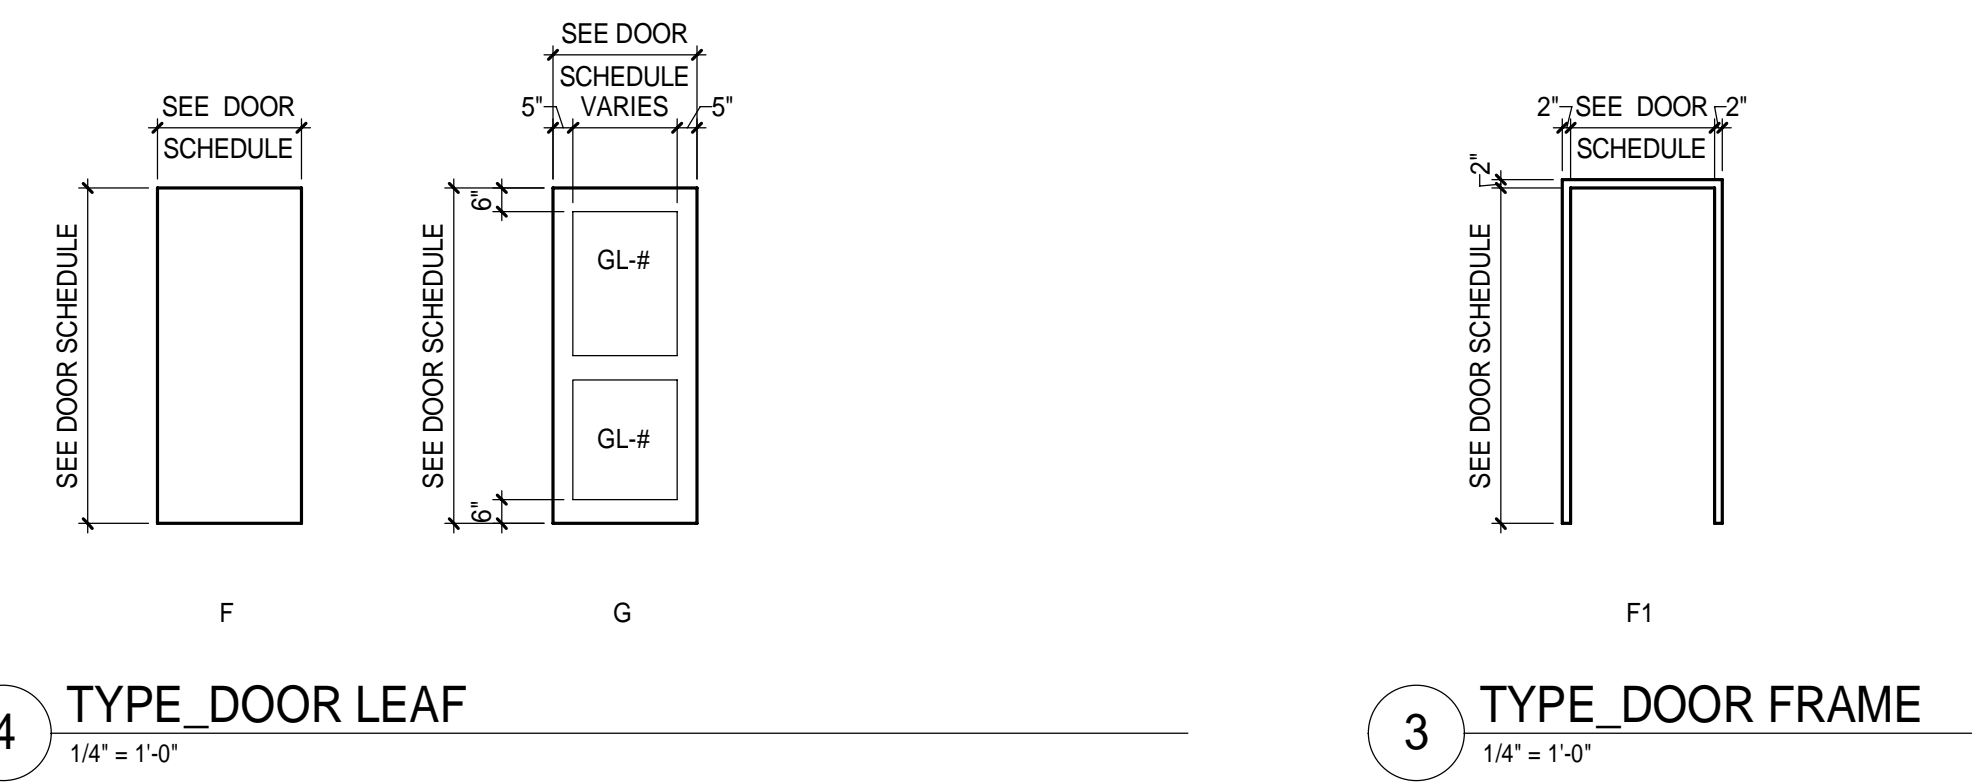 SEE DOOR
SCHEDULE
SEE DOOR SCHEDULE
F
SEE DOOR
SCHEDULE
5" VARIES 5"
6"
SEE DOOR SCHEDULE
GL-#
GL-#
6"
G
4 TYPE_DOOR LEAF
1/4" = 1'-0"
2" SEE DOOR 2"
SCHEDULE
2"
SEE DOOR SCHEDULE
F1
3 TYPE_DOOR FRAME
1/4" = 1'-0"